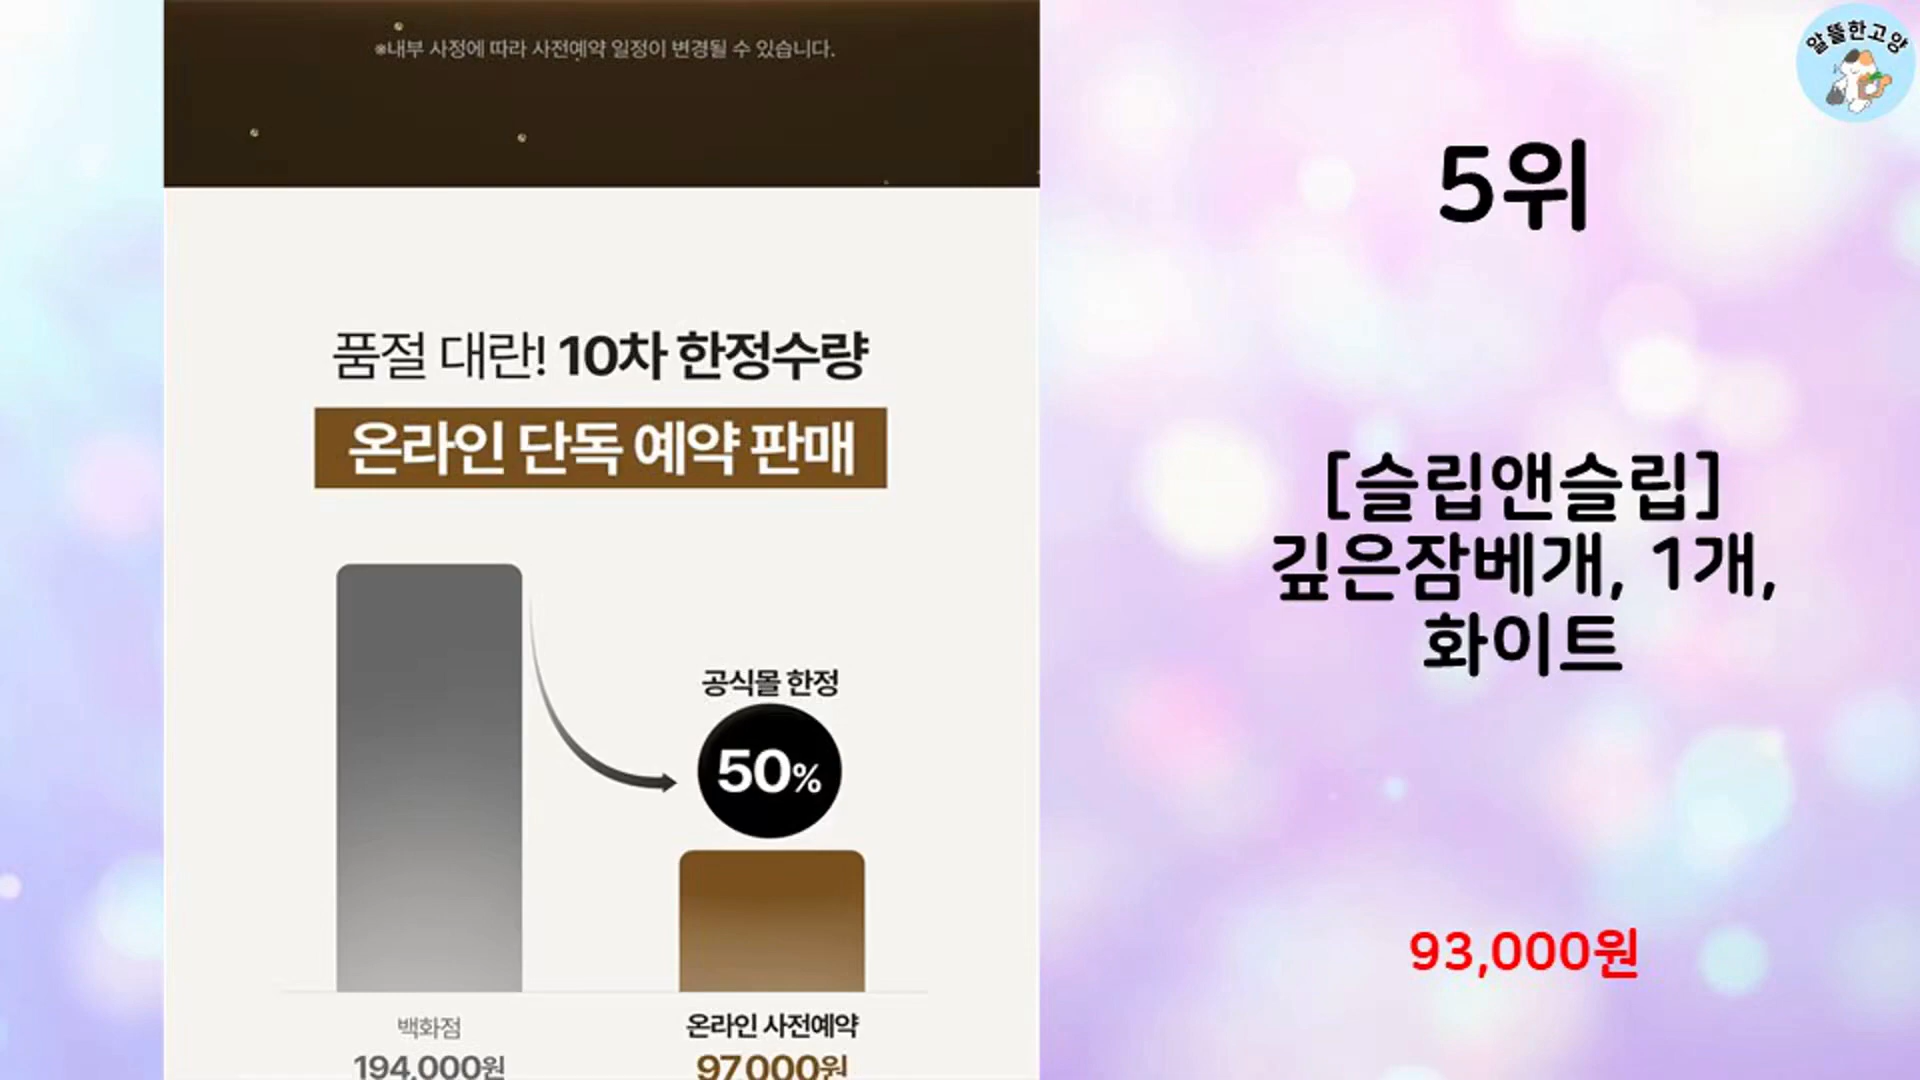 ※내부 사정에 따라 사전예약 일정이 변경될 수 있습니다.
품절 대란! 10차 한정수량
온라인 단독 예약 판매
공식몰 한정
50%
백화점
194,000원
온라인 사전예약
97,000원
알뜰한고양
5위
[슬립앤슬립]
깊은잠베개, 1개,
화이트
93,000원